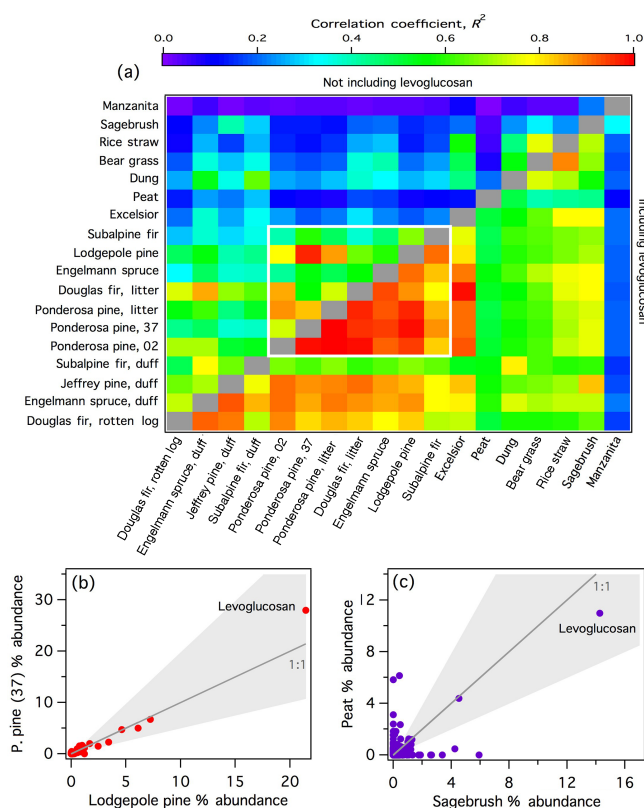 Correlation coefficient, R²
0.0 0.2 0.4 0.6 0.8 1.0
(a)
Not including levoglucosan
Including levoglucosan
Manzanita
Sagebrush
Rice straw
Bear grass
Dung
Peat
Excelsior
Subalpine fir
Lodgepole pine
Engelmann spruce
Douglas fir, litter
Ponderosa pine, litter
Ponderosa pine, 37
Ponderosa pine, 02
Subalpine fir, duff
Jeffrey pine, duff
Engelmann spruce, duff
Douglas fir, rotten log
Douglas fir, rotten log
Engelmann spruce, duff
Jeffrey pine, duff
Subalpine fir, duff
Ponderosa pine, 02
Ponderosa pine, 37
Ponderosa pine, litter
Douglas fir, litter
Engelmann spruce
Lodgepole pine
Subalpine fir
Excelsior
Peat
Dung
Bear grass
Rice straw
Sagebrush
Manzanita
(b)
P. pine (37) % abundance
30
20
10
0
Levoglucosan
1:1
0 5 10 15 20
Lodgepole pine % abundance
(c)
Peat % abundance
12
8
4
0
1:1
Levoglucosan
0 4 8 12 16
Sagebrush % abundance